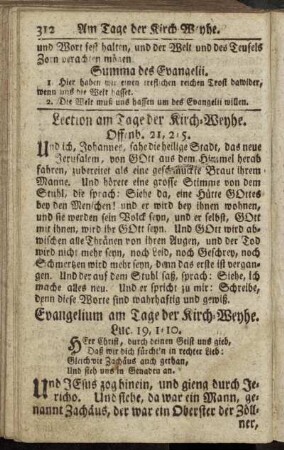 312 Am Tage der Kirch-Weyhe.
und Wort fest halten, und der Welt und des Teufels
Zorn verachten mögen.
Summa des Evangelii.
1. Hier haben wir einen trefflichen reichen Trost dawider,
wenn uns die Welt hasset.
2. Die Welt muß uns hassen um des Evangelii willen.
Lection am Tage der Kirch-Weyhe.
Offenb. 21, 2-5.
Und ich, Johannes, sahe die heilige Stadt, das neue
Jerusalem, von GOtt aus dem Himmel herab
fahren, zubereitet als eine geschmückte Braut ihrem
Manne. Und hörete eine grosse Stimme von dem
Stuhl, die sprach: Siehe da, eine Hütte GOttes
bey den Menschen! und er wird bey ihnen wohnen,
und sie werden sein Volck seyn, und er selbst, GOtt
mit ihnen, wird ihr GOtt seyn. Und GOtt wird ab-
wischen alle Thränen von ihren Augen, und der Tod
wird nicht mehr seyn, noch Leid, noch Geschrey, noch
Schmertzen wird mehr seyn, denn das erste ist vergan-
gen. Und der auf dem Stuhl saß, sprach: Siehe, Ich
mache alles neu. Und er spricht zu mir: Schreibe,
denn diese Worte sind wahrhaftig und gewiß.
Evangelium am Tage der Kirch-Weyhe.
Luc. 19, 1-10.
HErr Christ, durch deinen Geist uns gieb,
Daß wir dich fürcht'n in rechter Lieb:
Gleich wie Zachäus auch gethan,
Und sieh uns in Genaden an.
Und JEsus zog hinein, und gieng durch Je-
richo. Und siehe, da war ein Mann, ge-
nannt Zachäus, der war ein Oberster der Zöll-
ner,